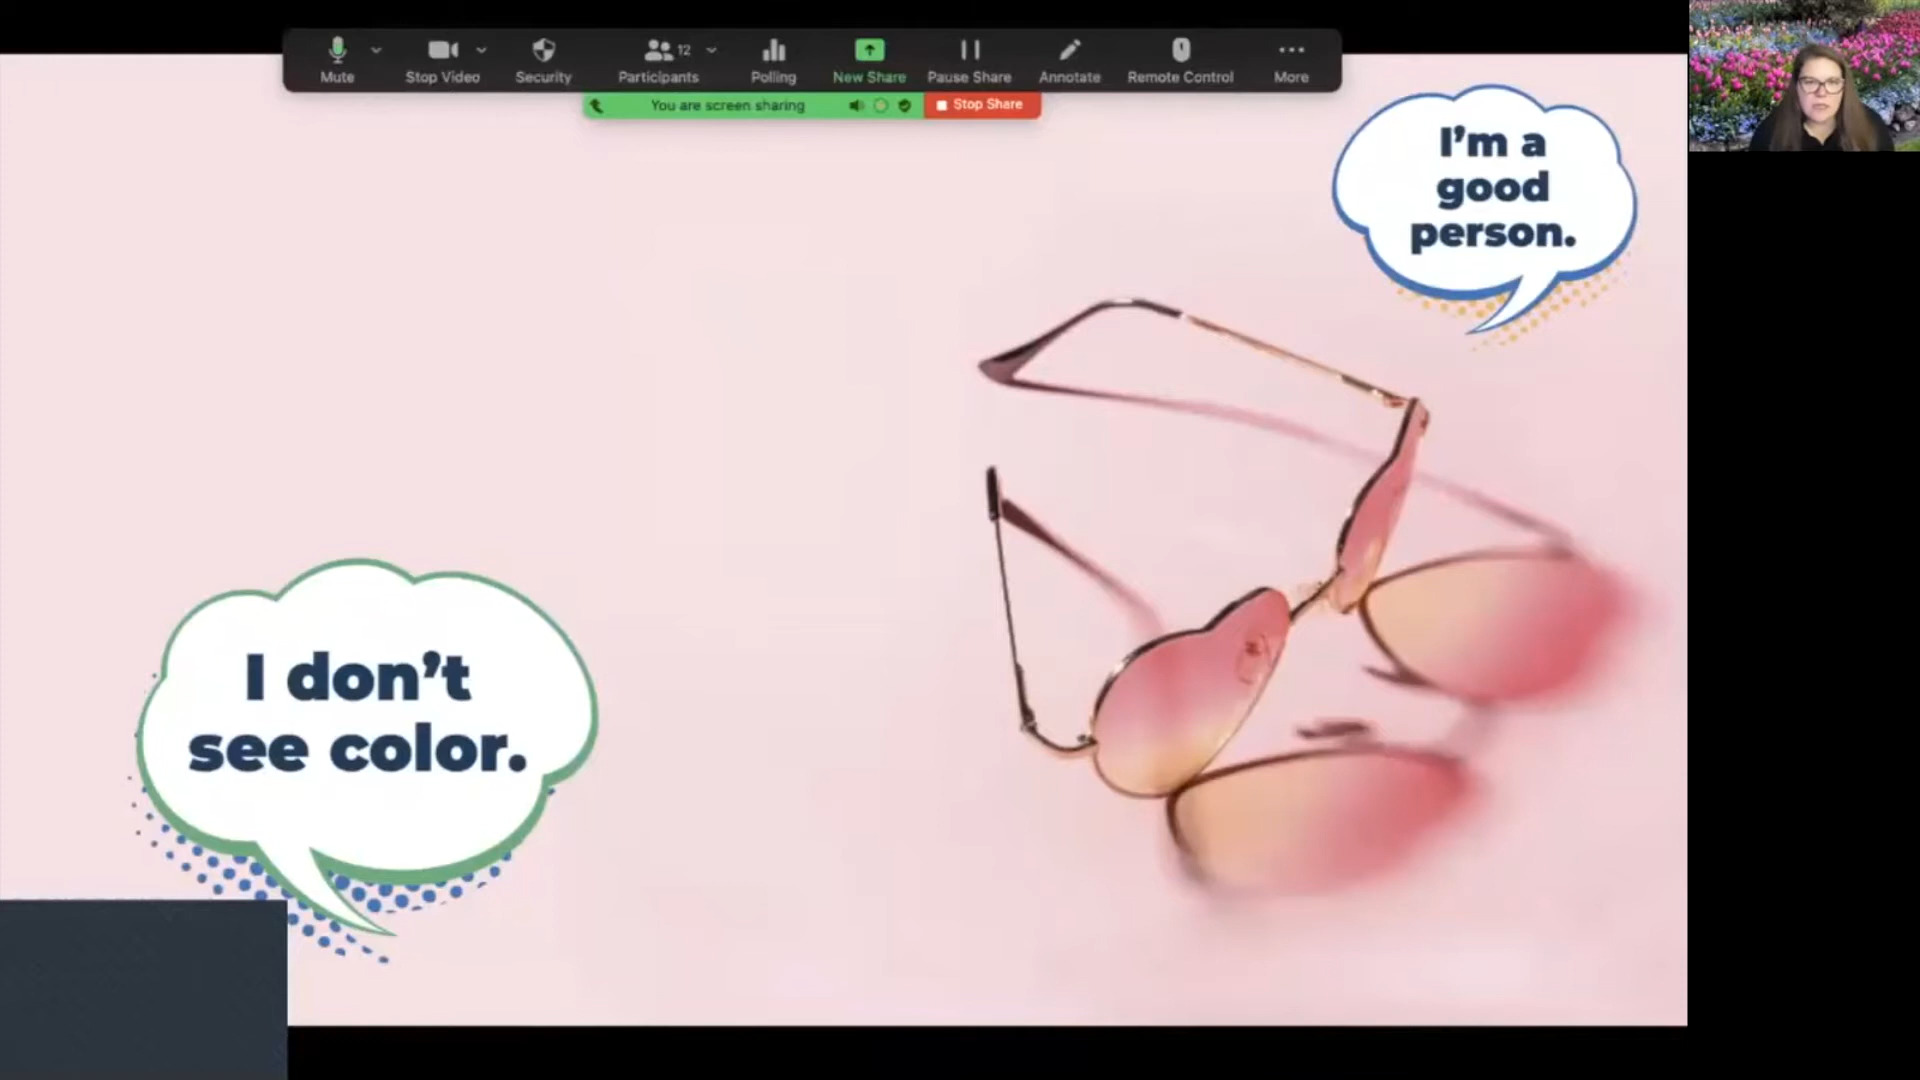 Mute
Stop Video
Security
12
Participants
Polling
New Share
Pause Share
Annotate
Remote Control
More
You are screen sharing
Stop Share
I'm a
good
person.
I don't
see color.